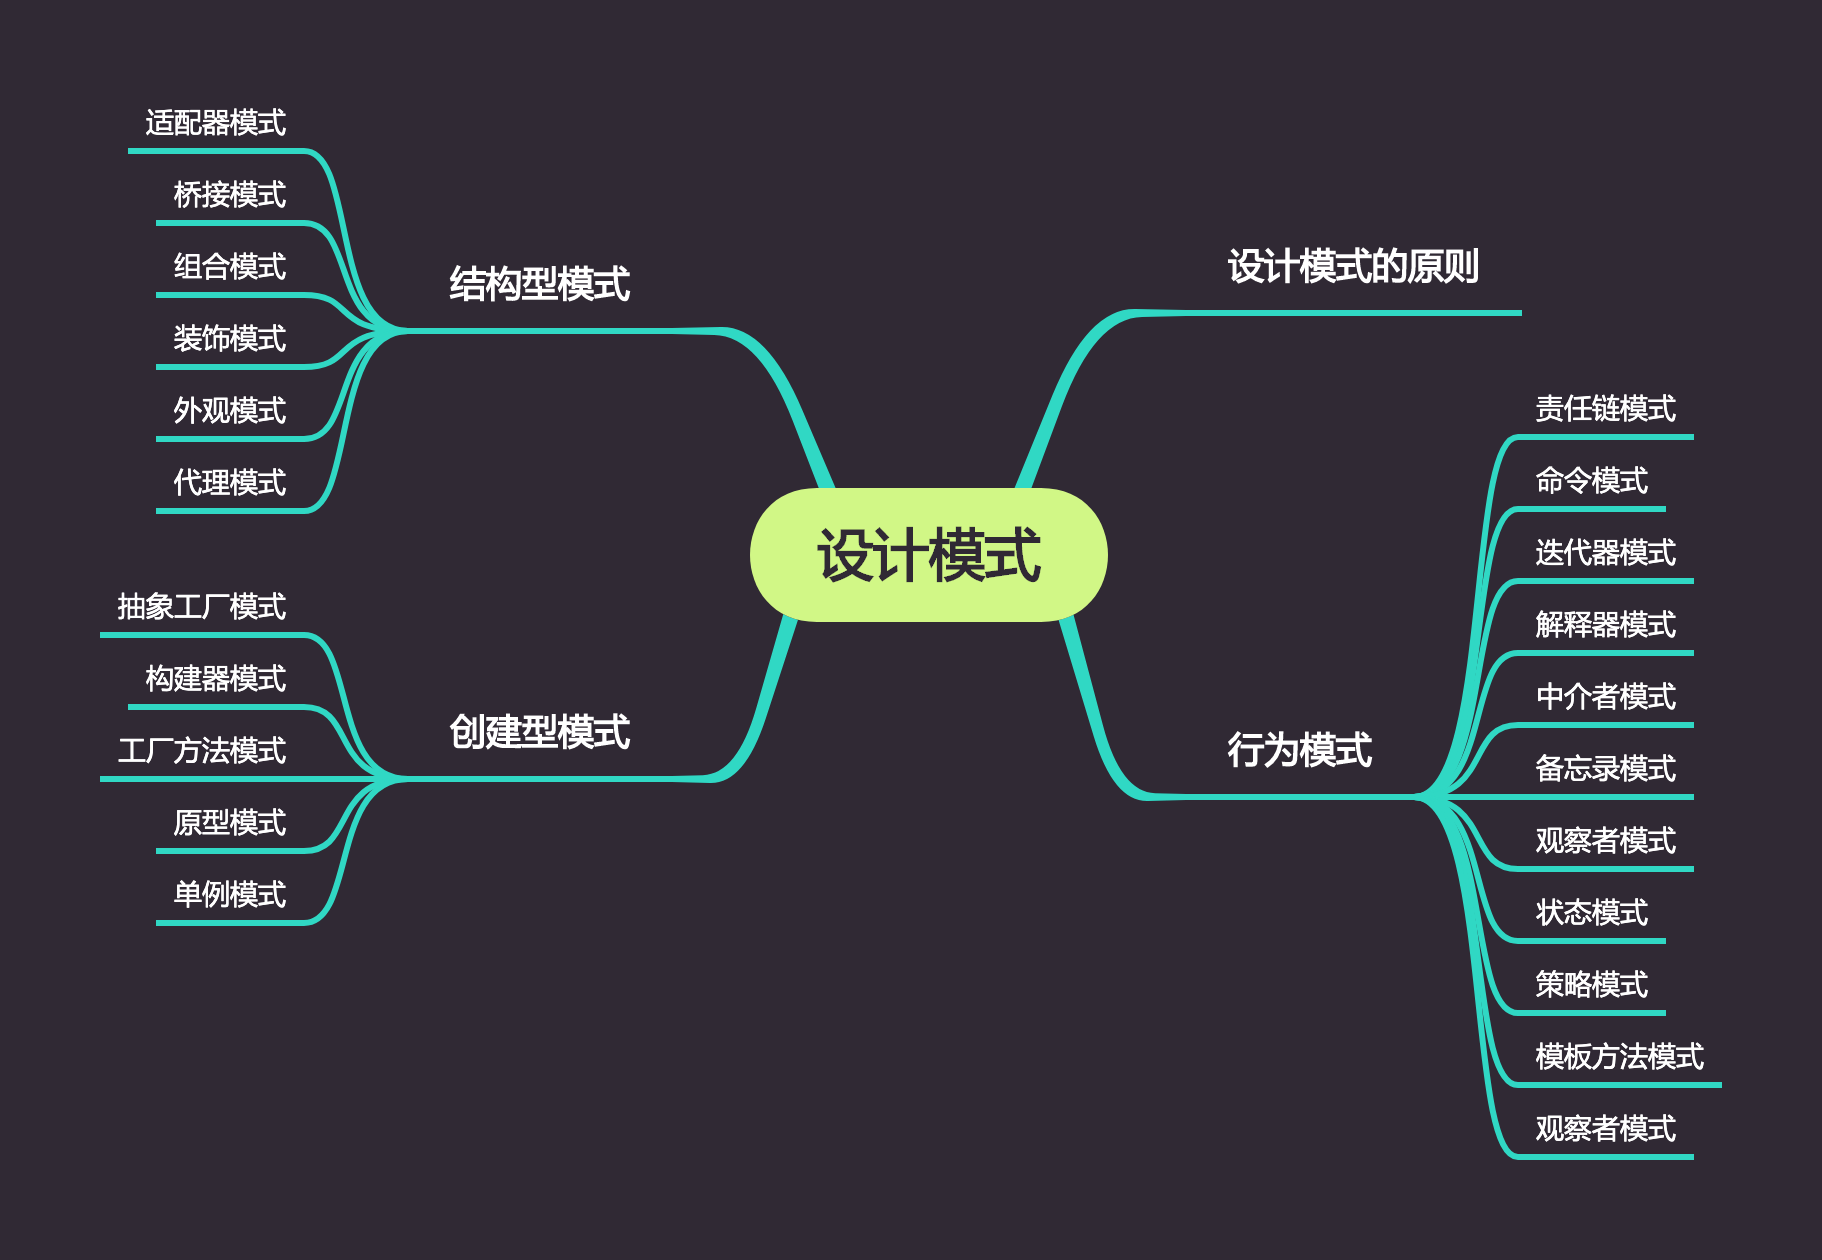 设计模式
设计模式的原则
结构型模式
适配器模式
桥接模式
组合模式
装饰模式
外观模式
代理模式
创建型模式
抽象工厂模式
构建器模式
工厂方法模式
原型模式
单例模式
行为模式
责任链模式
命令模式
迭代器模式
解释器模式
中介者模式
备忘录模式
观察者模式
状态模式
策略模式
模板方法模式
观察者模式